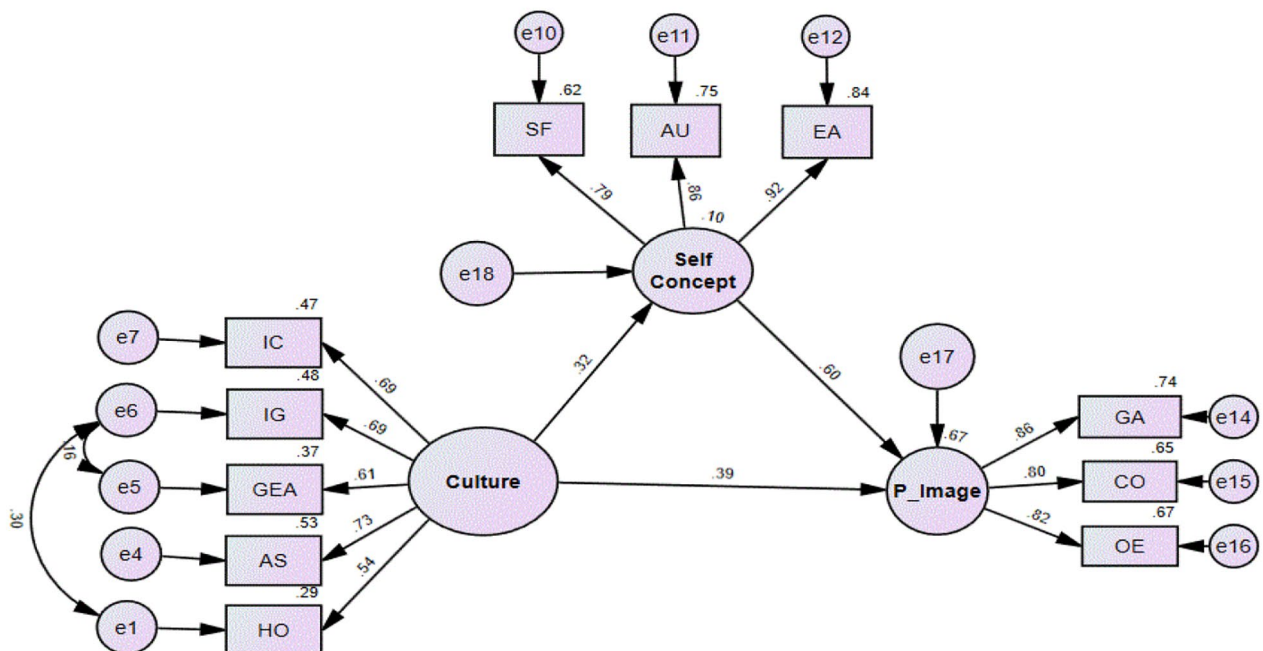 e10
e11
e12
.62
.75
.84
SF
AU
EA
.79
.86
.92
.10
e18
Self
Concept
.47
e7
IC
.32
.60
e17
.69
.48
e6
IG
.69
.74
GA
e14
.86
.67
.16
.37
.65
e5
GEA
.61
Culture
.39
P_Image
.80
CO
e15
.30
.53
.73
.82
.67
e4
AS
OE
e16
.54
.29
e1
HO